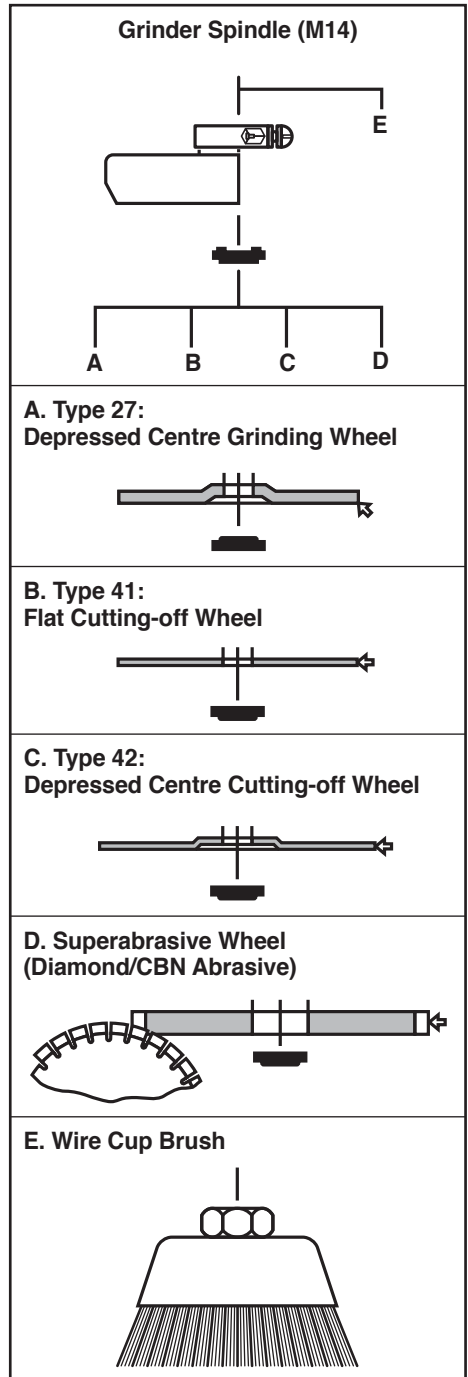 Grinder Spindle (M14)
E
A B C D
A. Type 27:
Depressed Centre Grinding Wheel
B. Type 41:
Flat Cutting-off Wheel
C. Type 42:
Depressed Centre Cutting-off Wheel
D. Superabrasive Wheel
(Diamond/CBN Abrasive)
E. Wire Cup Brush